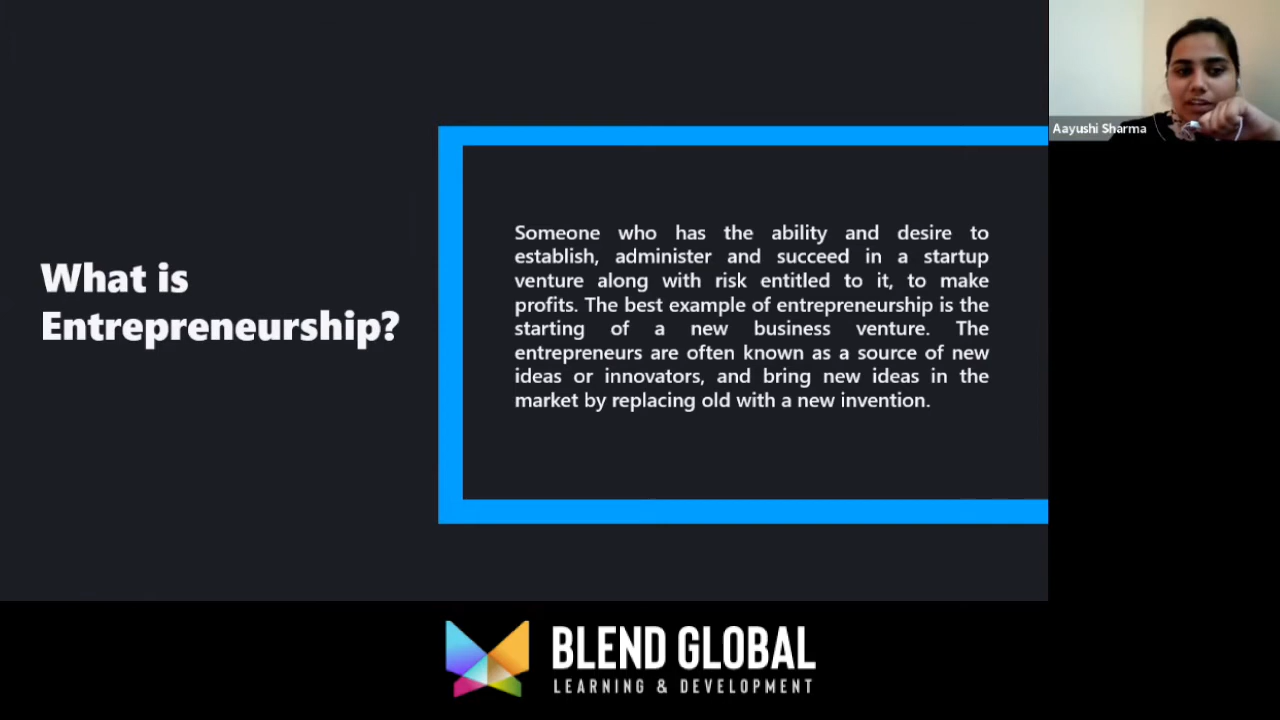 What is
Entrepreneurship?
Someone who has the ability and desire to
establish, administer and succeed in a startup
venture along with risk entitled to it, to make
profits. The best example of entrepreneurship is the
starting of a new business venture. The
entrepreneurs are often known as a source of new
ideas or innovators, and bring new ideas in the
market by replacing old with a new invention.
Aayushi Sharma
BLEND GLOBAL
LEARNING & DEVELOPMENT